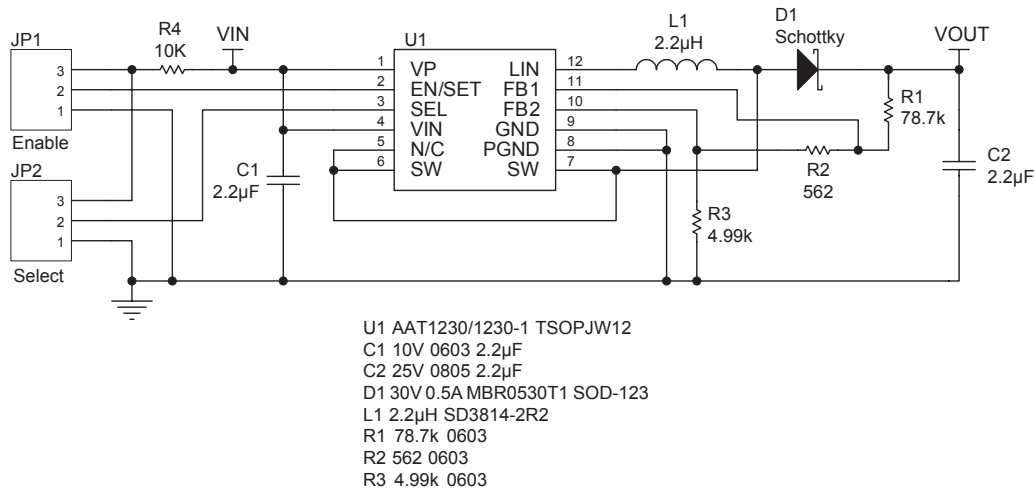 JP1
3
2
1
Enable
JP2
3
2
1
Select
R4
10K
VIN
C1
2.2µF
U1
1 VP
2 EN/SET
3 SEL
4 VIN
5 N/C
6 SW
LIN 12
FB1 11
FB2 10
GND 9
PGND 8
SW 7
L1
2.2µH
D1
Schottky
VOUT
R1
78.7k
R2
562
R3
4.99k
C2
2.2µF
U1 AAT1230/1230-1 TSOPJW12
C1 10V 0603 2.2µF
C2 25V 0805 2.2µF
D1 30V 0.5A MBR0530T1 SOD-123
L1 2.2µH SD3814-2R2
R1 78.7k 0603
R2 562 0603
R3 4.99k 0603